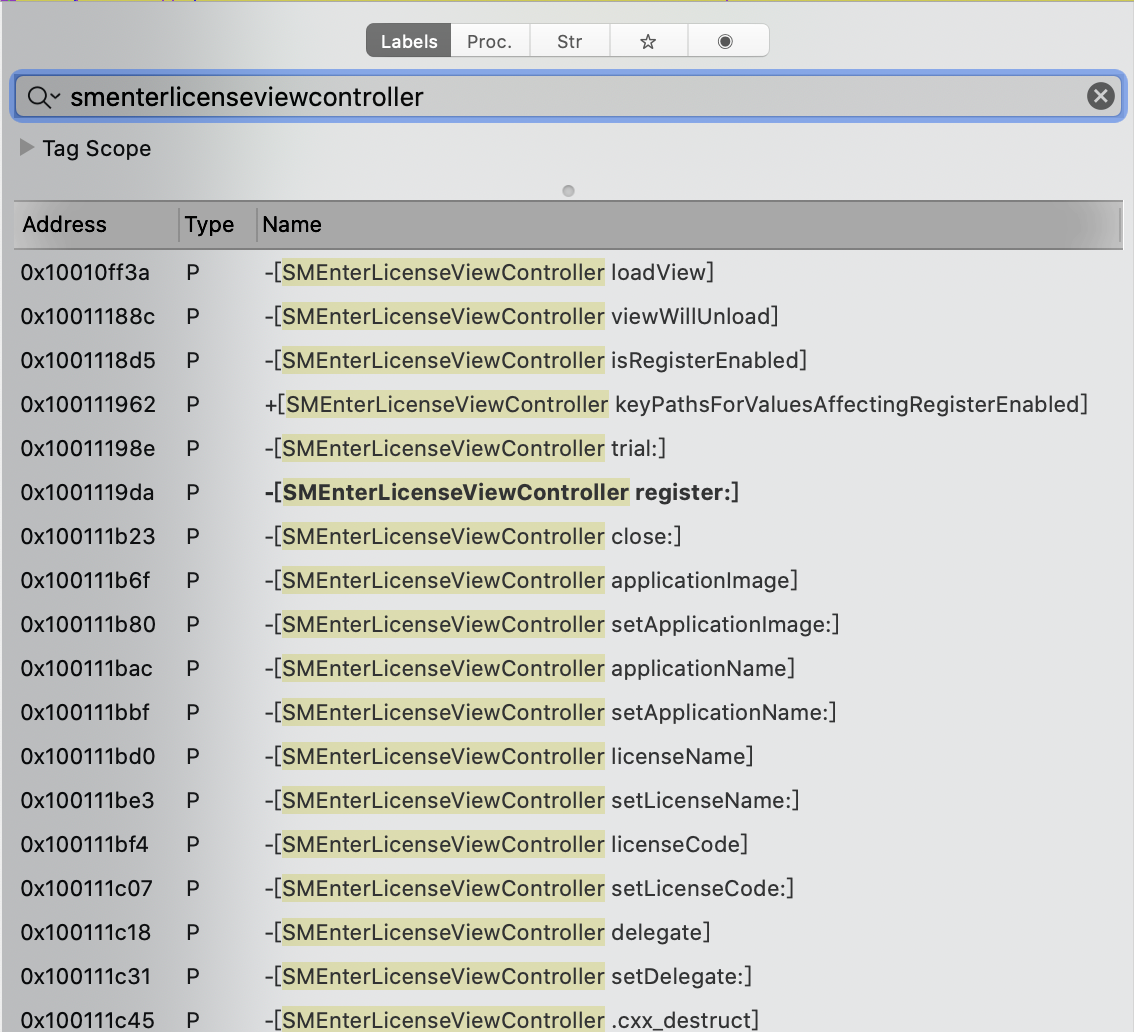 Labels Proc. Str
smenterlicenseviewcontroller
Tag Scope
Address Type Name
0x10010ff3a P -[SMEnterLicenseViewController loadView]
0x10011188c P -[SMEnterLicenseViewController viewWillUnload]
0x1001118d5 P -[SMEnterLicenseViewController isRegisterEnabled]
0x100111962 P +[SMEnterLicenseViewController keyPathsForValuesAffectingRegisterEnabled]
0x10011198e P -[SMEnterLicenseViewController trial:]
0x1001119da P -[SMEnterLicenseViewController register:]
0x100111b23 P -[SMEnterLicenseViewController close:]
0x100111b6f P -[SMEnterLicenseViewController applicationImage]
0x100111b80 P -[SMEnterLicenseViewController setApplicationImage:]
0x100111bac P -[SMEnterLicenseViewController applicationName]
0x100111bbf P -[SMEnterLicenseViewController setApplicationName:]
0x100111bd0 P -[SMEnterLicenseViewController licenseName]
0x100111be3 P -[SMEnterLicenseViewController setLicenseName:]
0x100111bf4 P -[SMEnterLicenseViewController licenseCode]
0x100111c07 P -[SMEnterLicenseViewController setLicenseCode:]
0x100111c18 P -[SMEnterLicenseViewController delegate]
0x100111c31 P -[SMEnterLicenseViewController setDelegate:]
0x100111c45 P -[SMEnterLicenseViewController .cxx_destruct]